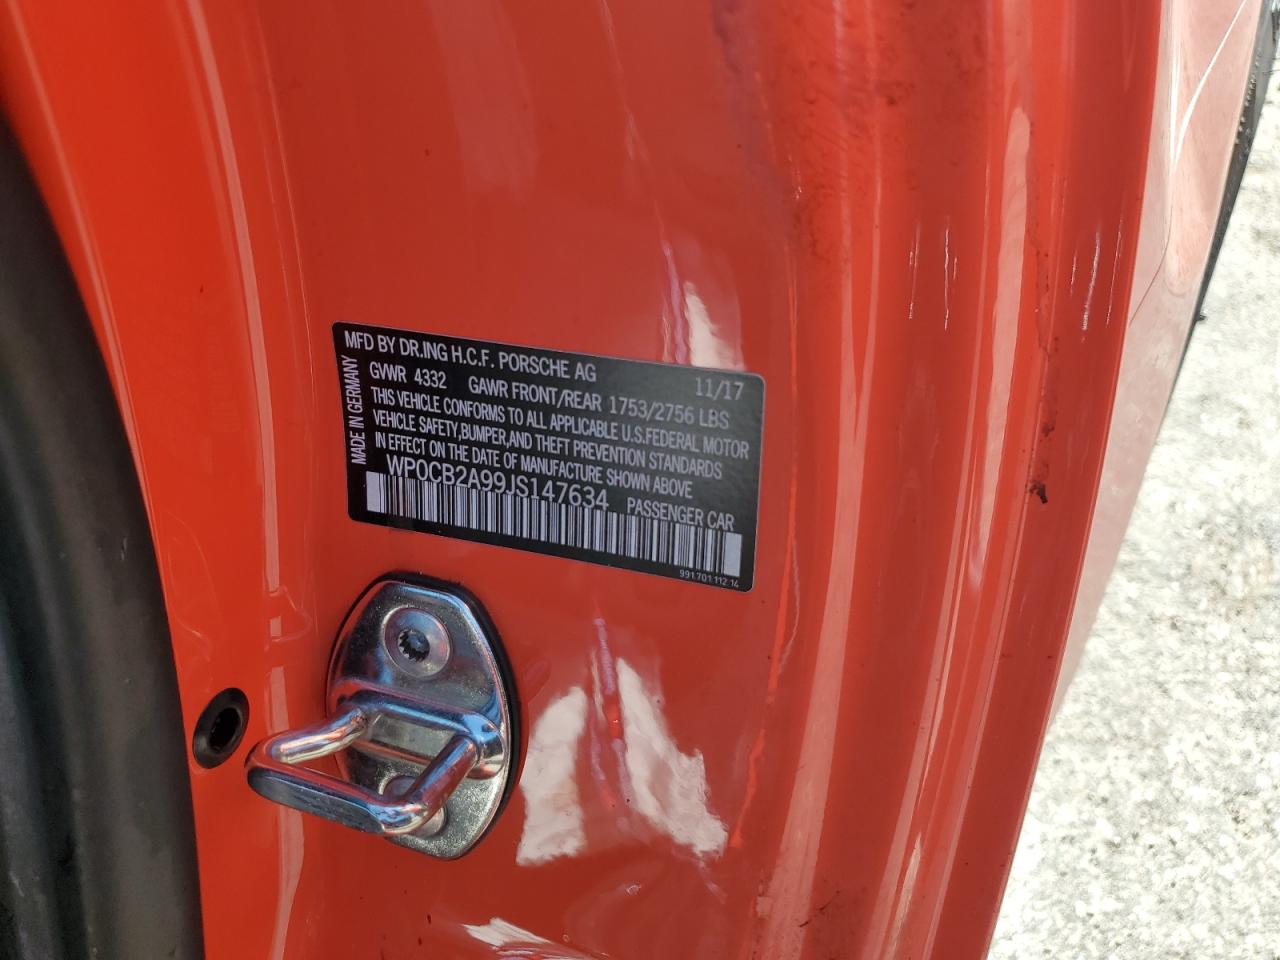 MFD BY DR.ING H.C.F. PORSCHE AG 11/17
GVWR 4332 GAWR FRONT/REAR 1753/2756 LBS
THIS VEHICLE CONFORMS TO ALL APPLICABLE U.S.FEDERAL MOTOR
VEHICLE SAFETY,BUMPER,AND THEFT PREVENTION STANDARDS
IN EFFECT ON THE DATE OF MANUFACTURE SHOWN ABOVE
WP0CB2A99JS147634 PASSENGER CAR
991.701.112.14
MADE IN GERMANY